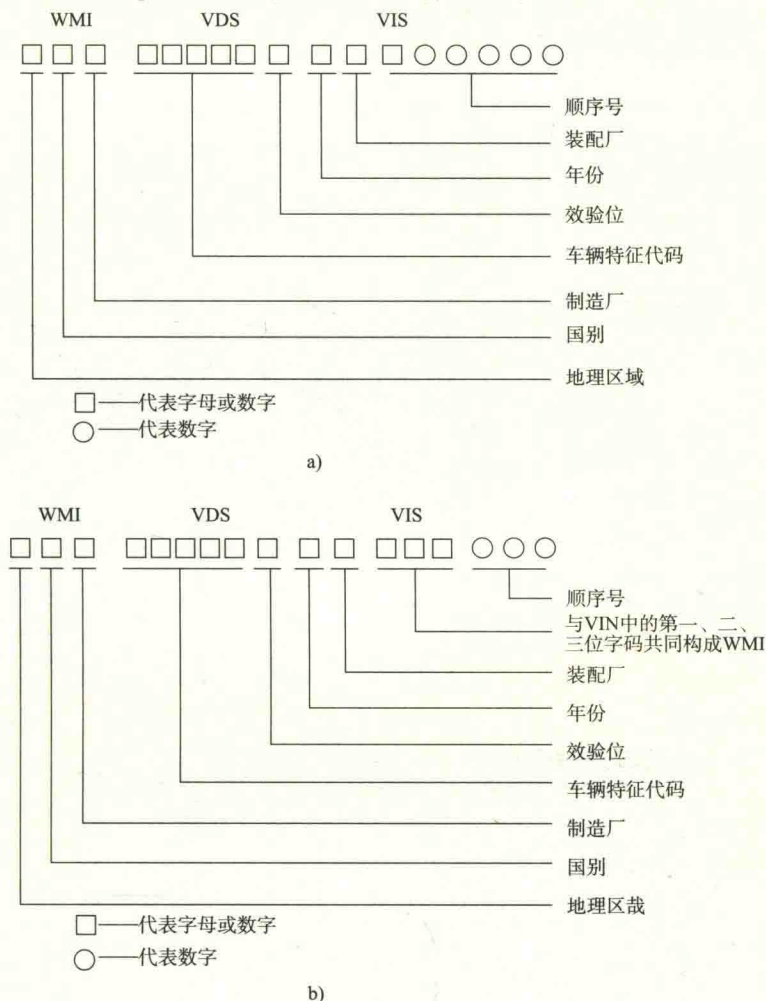 WMI VDS VIS
顺序号
装配厂
年份
效验位
车辆特征代码
制造厂
国别
地理区域
□——代表字母或数字
○——代表数字
a)
WMI VDS VIS
顺序号
与VIN中的第一、二、
三位字码共同构成WMI
装配厂
年份
效验位
车辆特征代码
制造厂
国别
地理区哉
□——代表字母或数字
○——代表数字
b)